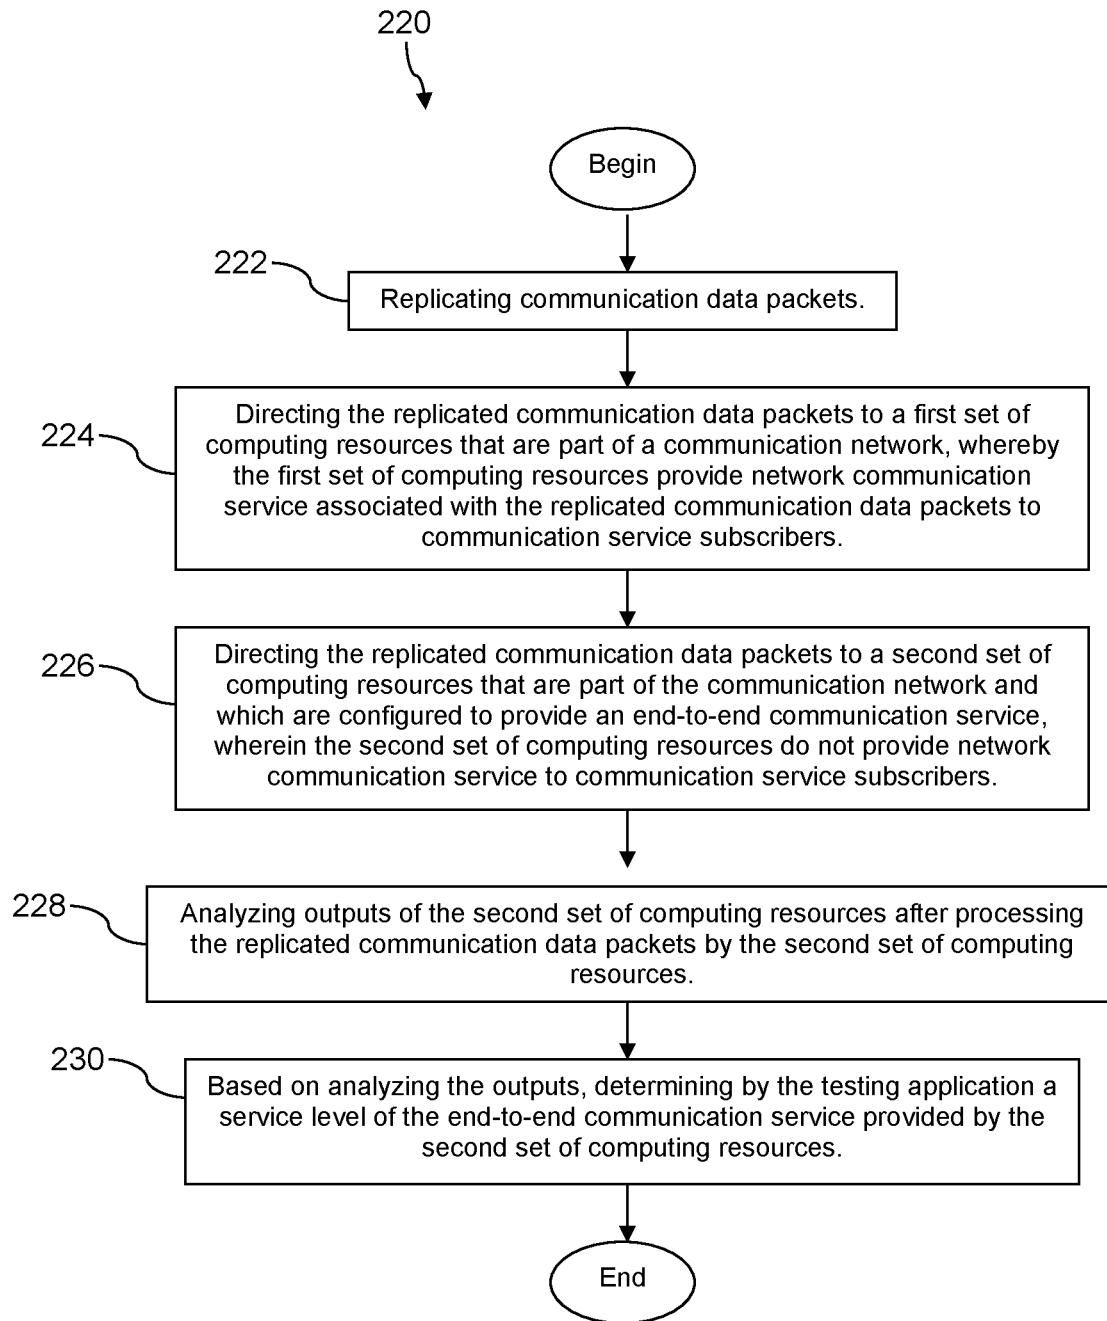 220
Begin
222
Replicating communication data packets.
224
Directing the replicated communication data packets to a first set of
computing resources that are part of a communication network, whereby
the first set of computing resources provide network communication
service associated with the replicated communication data packets to
communication service subscribers.
226
Directing the replicated communication data packets to a second set of
computing resources that are part of the communication network and
which are configured to provide an end-to-end communication service,
wherein the second set of computing resources do not provide network
communication service to communication service subscribers.
228
Analyzing outputs of the second set of computing resources after processing
the replicated communication data packets by the second set of computing
resources.
230
Based on analyzing the outputs, determining by the testing application a
service level of the end-to-end communication service provided by the
second set of computing resources.
End